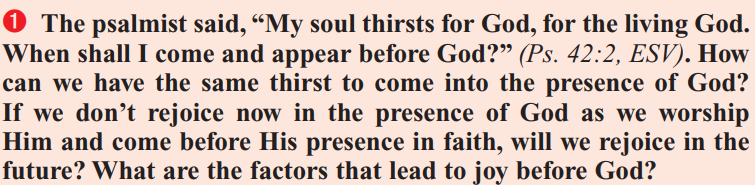 ❶ The psalmist said, “My soul thirsts for God, for the living God.
When shall I come and appear before God?” (Ps. 42:2, ESV). How
can we have the same thirst to come into the presence of God?
If we don’t rejoice now in the presence of God as we worship
Him and come before His presence in faith, will we rejoice in the
future? What are the factors that lead to joy before God?